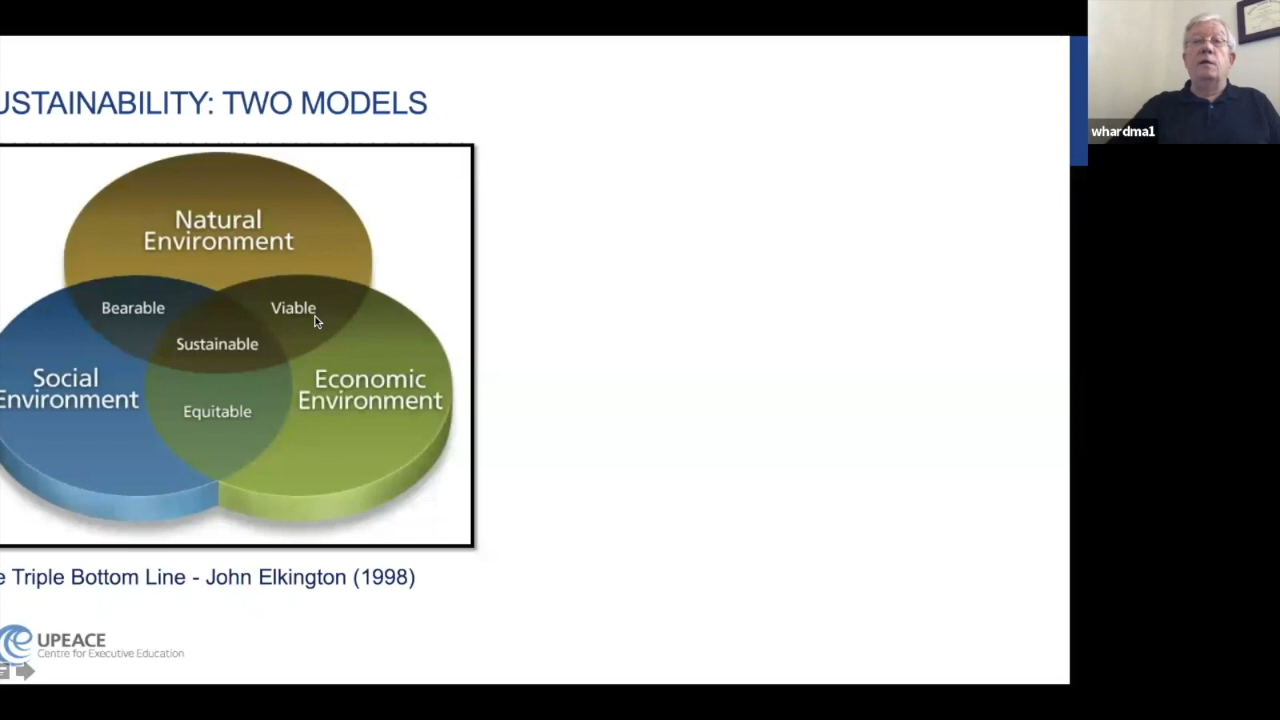 USTAINABILITY: TWO MODELS
whardma1
Natural
Environment
Bearable
Viable
Sustainable
Social
Environment
Economic
Environment
Equitable
e Triple Bottom Line - John Elkington (1998)
UPEACE
Centre for Executive Education